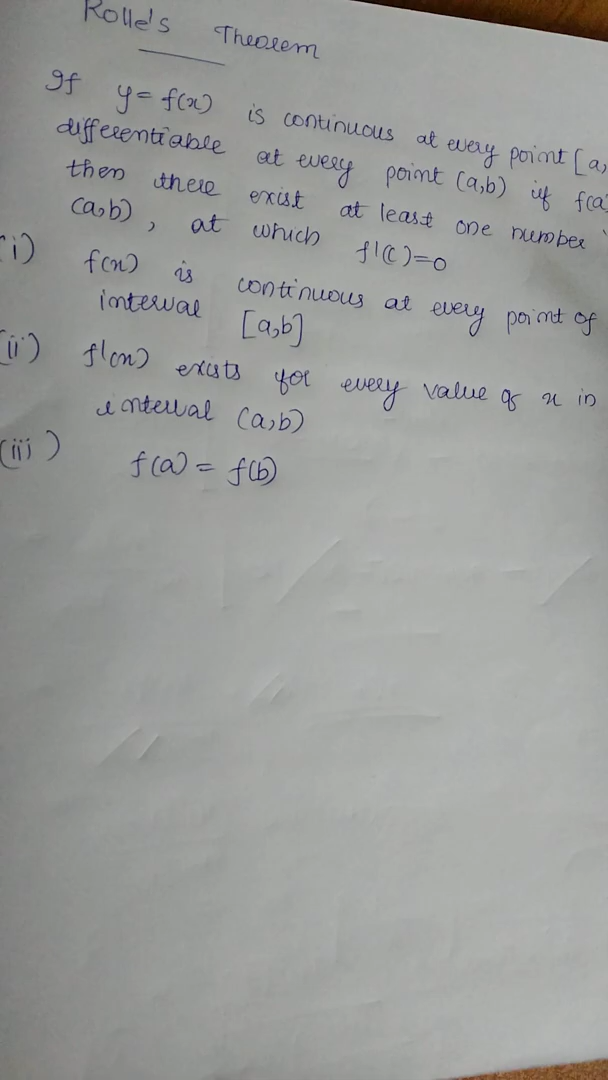 Rolle's Theorem
If y = f(x) is continuous at every point [a,
differentiable at every point (a,b) if f(a)
then there exist at least one number
(a,b), at which f'(c)=0
(i) f(x) is continuous at every point of
interval [a,b]
(ii) f'(x) exists for every value of x in
interval (a,b)
(iii) f(a) = f(b)